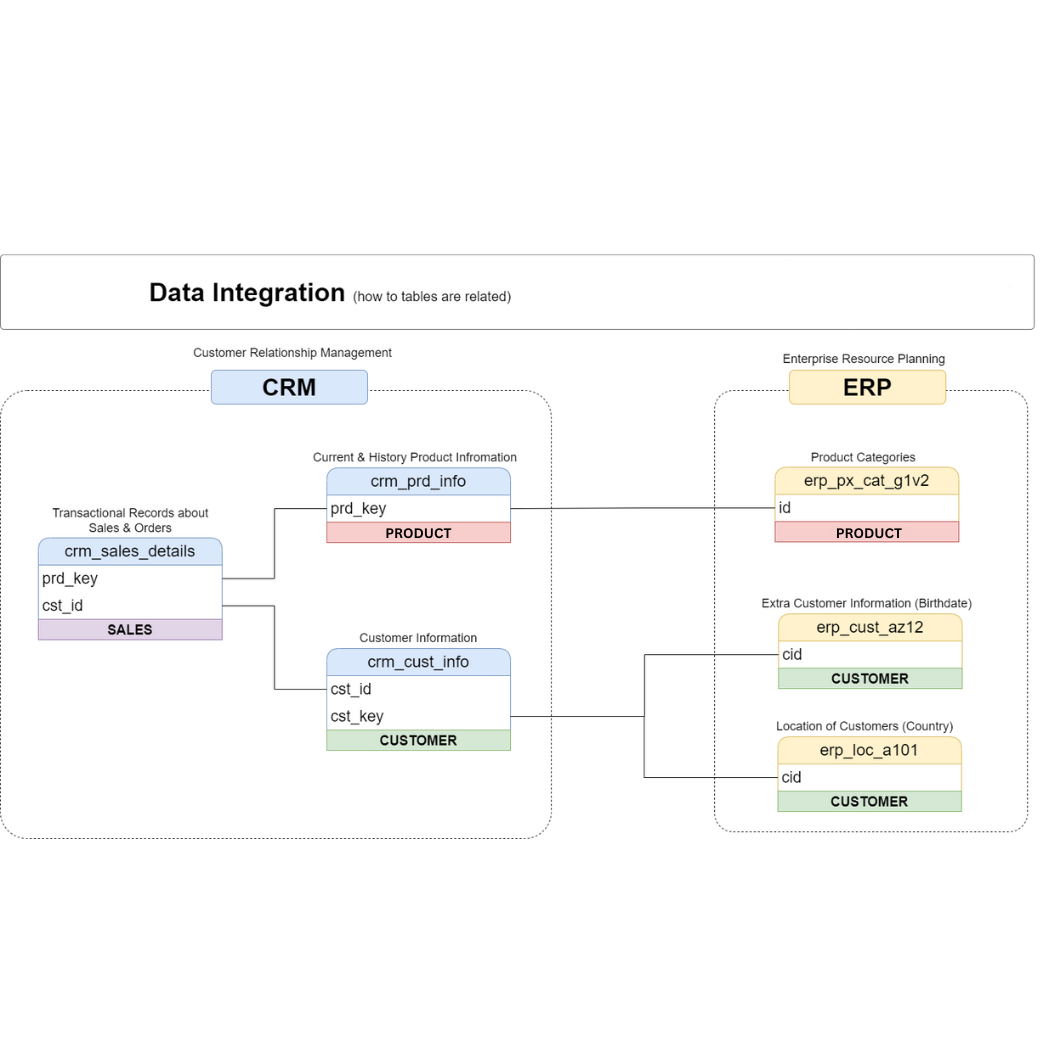 Data Integration (how to tables are related)
Customer Relationship Management
CRM
Current & History Product Infromation
crm_prd_info
prd_key
PRODUCT
Transactional Records about
Sales & Orders
crm_sales_details
prd_key
cst_id
SALES
Customer Information
crm_cust_info
cst_id
cst_key
CUSTOMER
Enterprise Resource Planning
ERP
Product Categories
erp_px_cat_g1v2
id
PRODUCT
Extra Customer Information (Birthdate)
erp_cust_az12
cid
CUSTOMER
Location of Customers (Country)
erp_loc_a101
cid
CUSTOMER